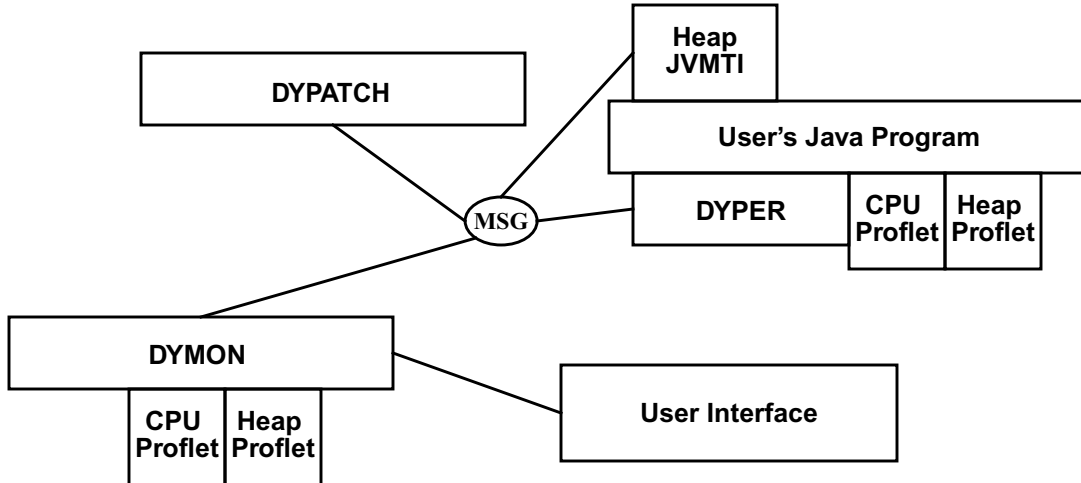 Heap
JVMTI
DYPATCH
User's Java Program
MSG
DYPER
CPU
Proflet
Heap
Proflet
DYMON
CPU
Proflet
Heap
Proflet
User Interface